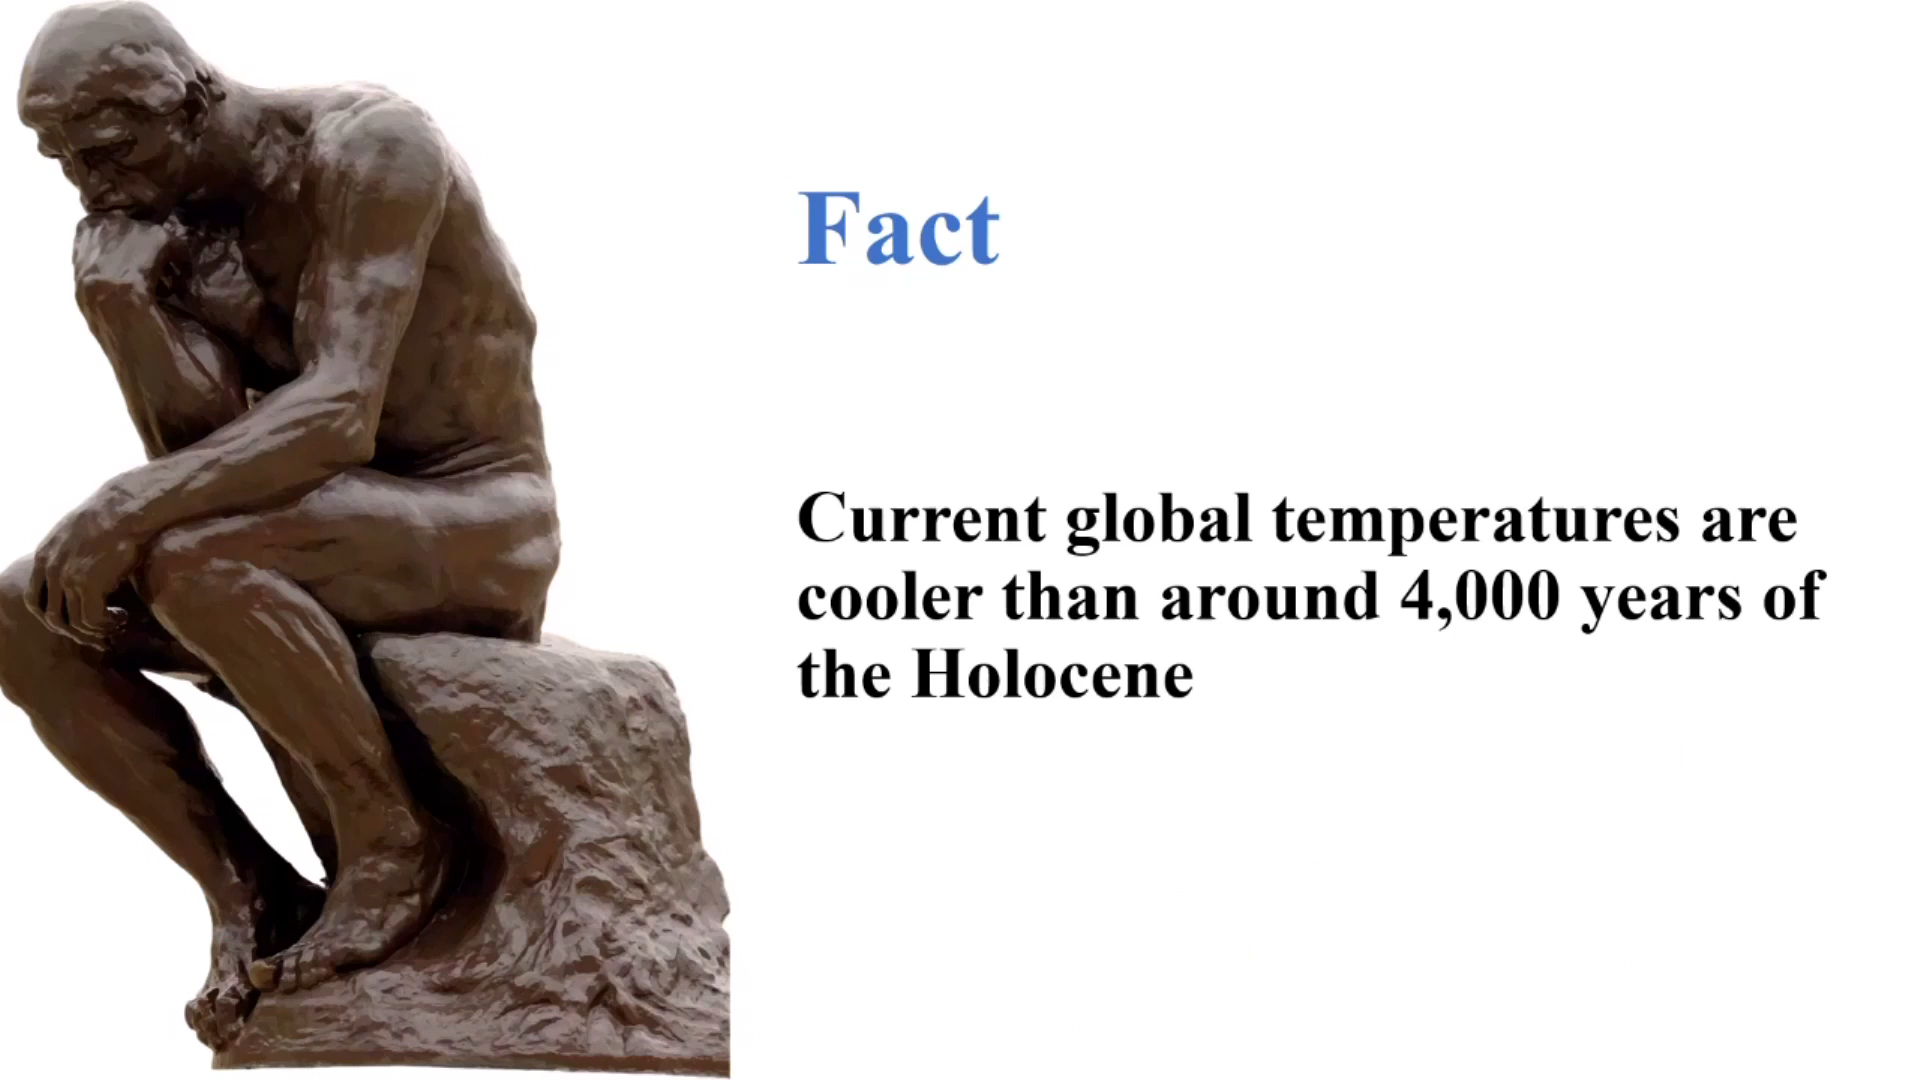 Fact
Current global temperatures are
cooler than around 4,000 years of
the Holocene